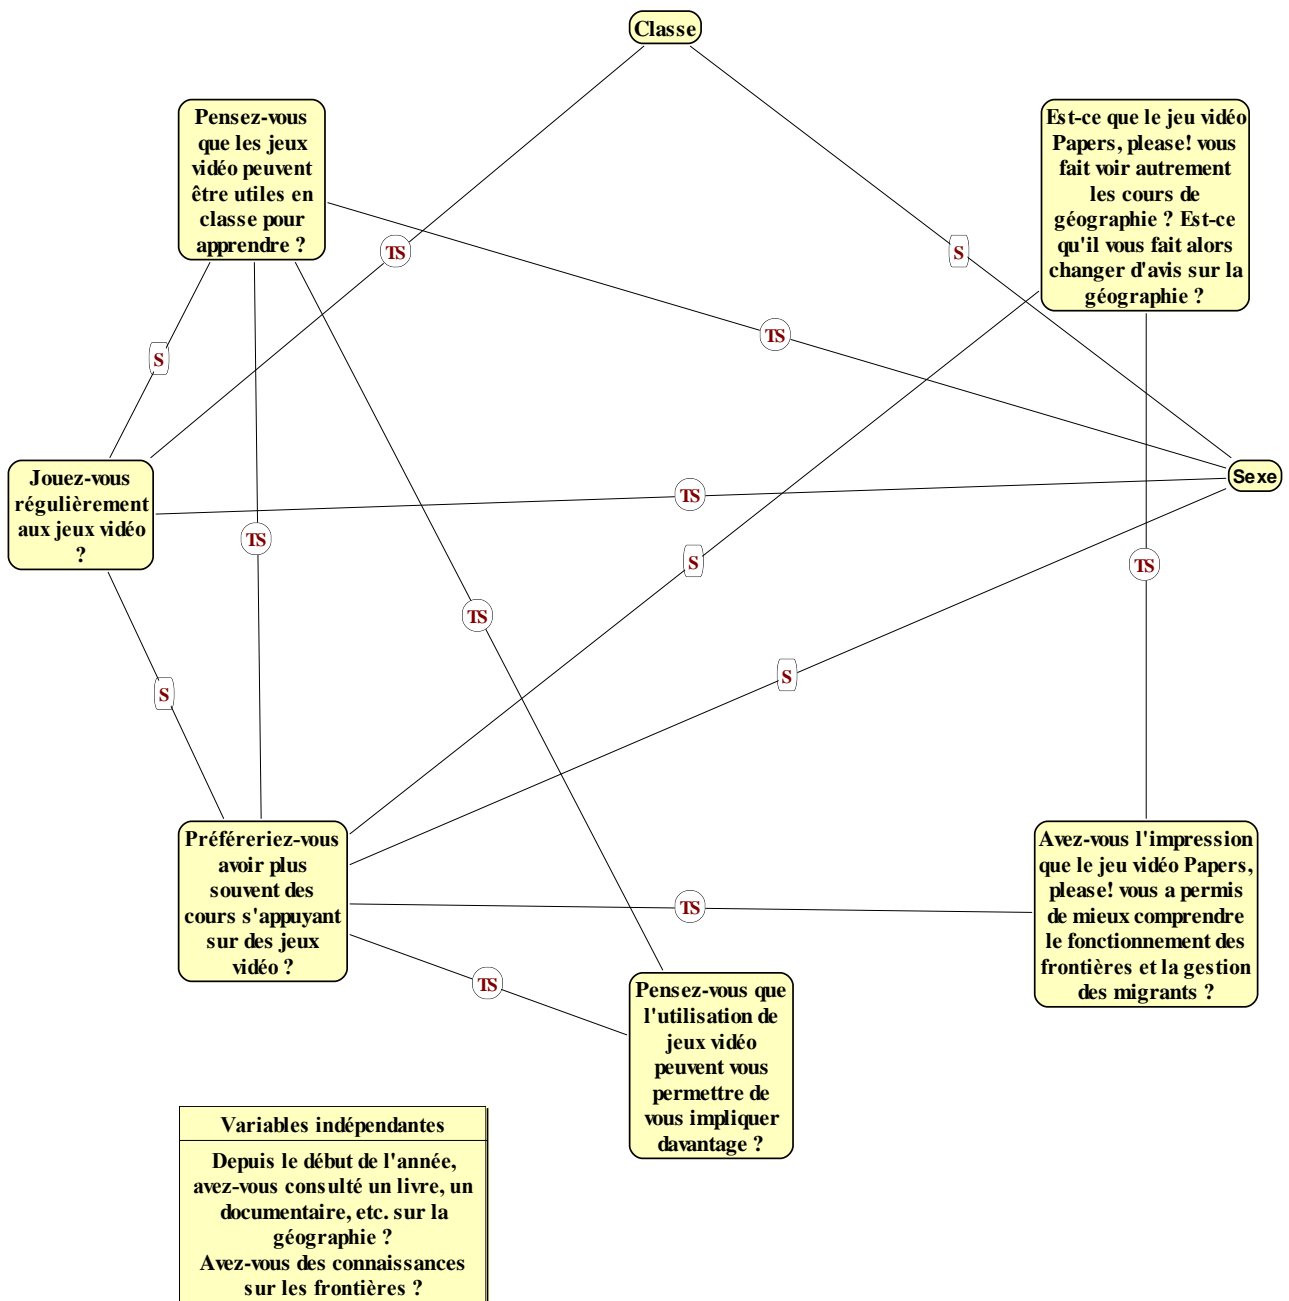 Classe
Pensez-vous
que les jeux
vidéo peuvent
être utiles en
classe pour
apprendre ?
Est-ce que le jeu vidéo
Papers, please! vous
fait voir autrement
les cours de
géographie ? Est-ce
qu'il vous fait alors
changer d'avis sur la
géographie ?
TS
S
TS
S
Jouez-vous
régulièrement
aux jeux vidéo
?
Sexe
TS
TS
S
TS
TS
S
S
Préféreriez-vous
avoir plus
souvent des
cours s'appuyant
sur des jeux
vidéo ?
Avez-vous l'impression
que le jeu vidéo Papers,
please! vous a permis
de mieux comprendre
le fonctionnement des
frontières et la gestion
des migrants ?
TS
TS
Pensez-vous que
l'utilisation de
jeux vidéo
peuvent vous
permettre de
vous impliquer
davantage ?
Variables indépendantes
Depuis le début de l'année,
avez-vous consulté un livre, un
documentaire, etc. sur la
géographie ?
Avez-vous des connaissances
sur les frontières ?